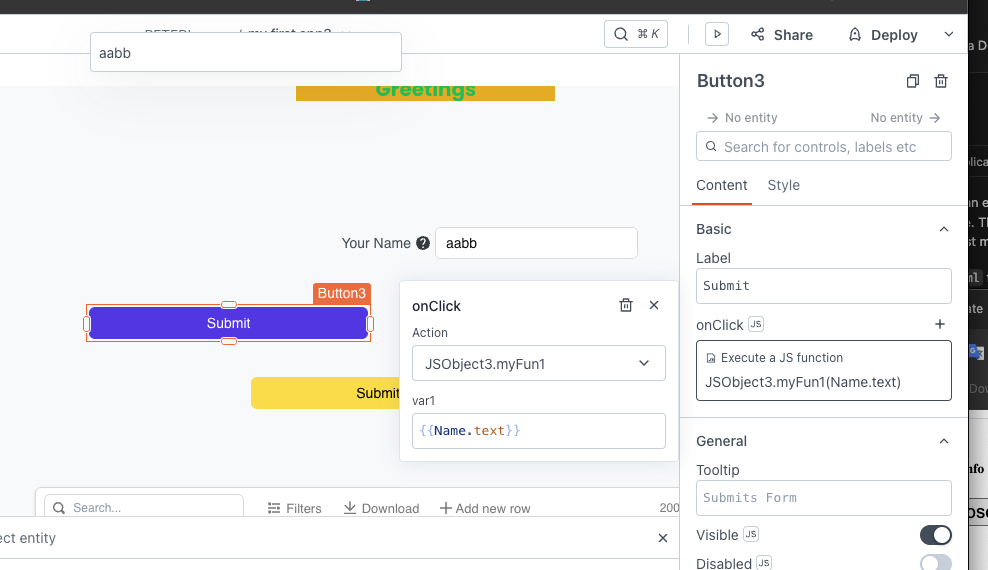 aabb
⌘ K
Share
Deploy
Greetings
Your Name ?
aabb
Button3
Submit
Submit
onClick
Action
JSObject3.myFun1
var1
{{Name.text}}
Search...
Filters
Download
Add new row
200
ect entity
Button3
No entity
No entity
Search for controls, labels etc
Content
Style
Basic
Label
Submit
onClick JS
Execute a JS function
JSObject3.myFun1(Name.text)
General
Tooltip
Submits Form
Visible JS
Disabled JS